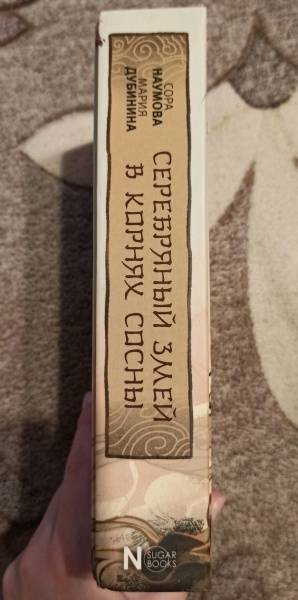 СОРА
НАУМОВА
МАРИЯ
ДУБИНИНА
СЕРЕБРЯНЫЙ ЗМЕЙ
В КОРНЯХ СОСНЫ
N
SUGAR
BOOKS